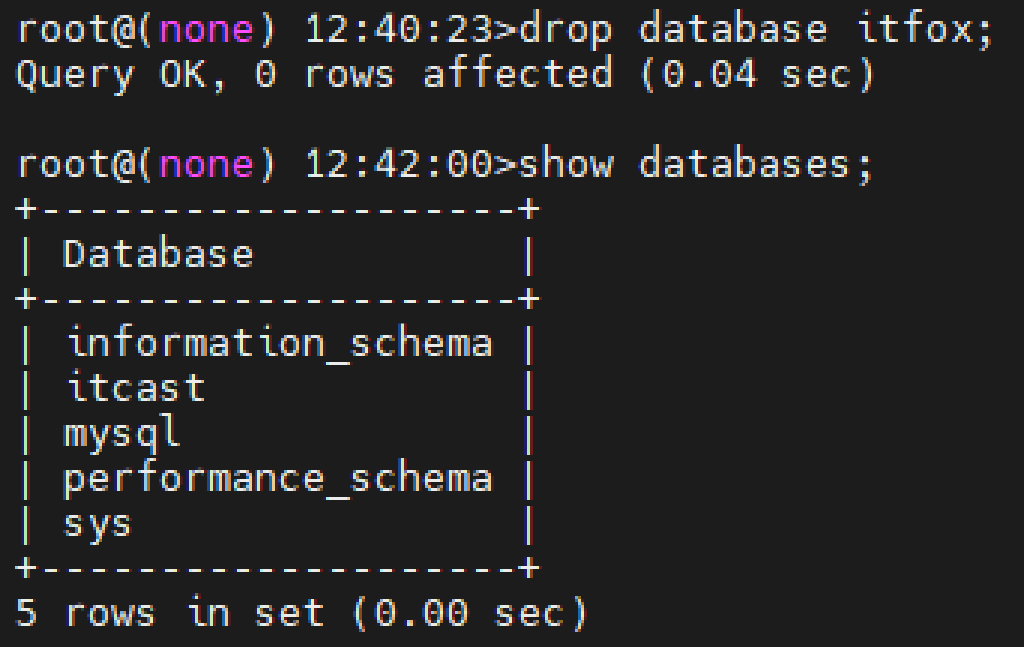 root@(none) 12:40:23>drop database itfox;
Query OK, 0 rows affected (0.04 sec)

root@(none) 12:42:00>show databases;
+--------------------+
| Database           |
+--------------------+
| information_schema |
| itcast             |
| mysql              |
| performance_schema |
| sys                |
+--------------------+
5 rows in set (0.00 sec)